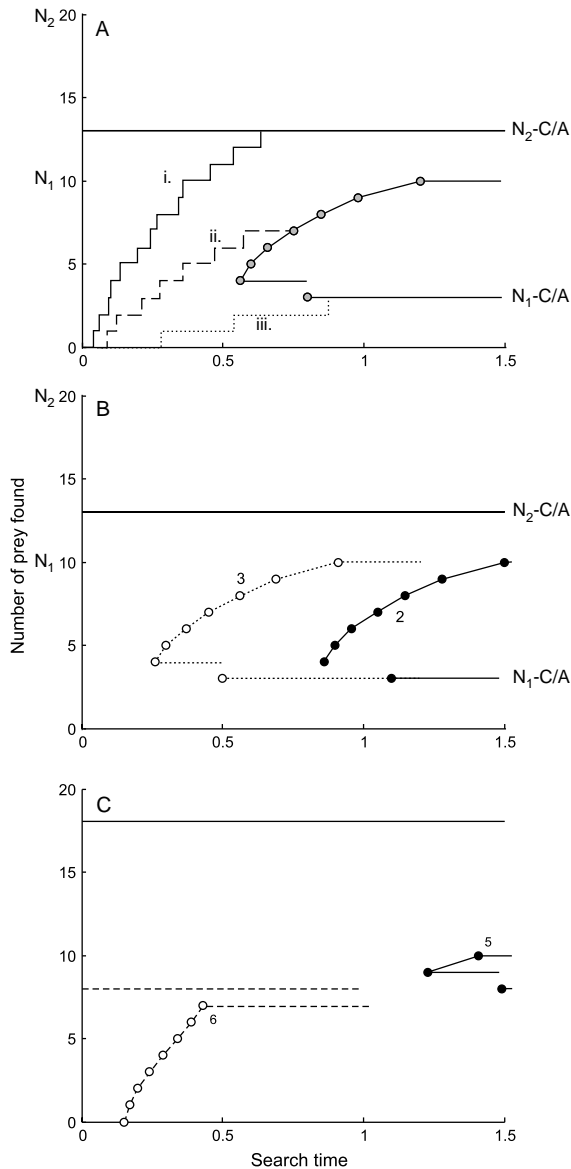 N₂ 20
A
15
N₂-C/A
i.
N₁ 10
ii.
5
N₁-C/A
iii.
0
0 0.5 1 1.5
N₂ 20
B
15
N₂-C/A
N₁ 10
3
2
5
N₁-C/A
0
0 0.5 1 1.5
Number of prey found
20
C
15
10
5
6
5
0
0 0.5 1 1.5
Search time